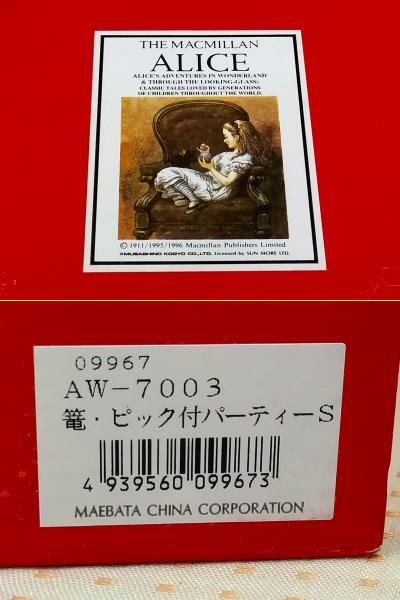 THE MACMILLAN
ALICE
ALICE'S ADVENTURES IN WONDERLAND
& THROUGH THE LOOKING-GLASS:
CLASSIC TALES LOVED BY GENERATIONS
OF CHILDREN THROUGHOUT THE WORLD.
© 1911/1995/1996 Macmillan Publishers Limited
®MUSASHINO KOGYO CO., LTD. Licensed by SUN MORE LTD.
09967
AW-7003
篭・ピック付パーティーS
4 939560 099673
MAEBATA CHINA CORPORATION